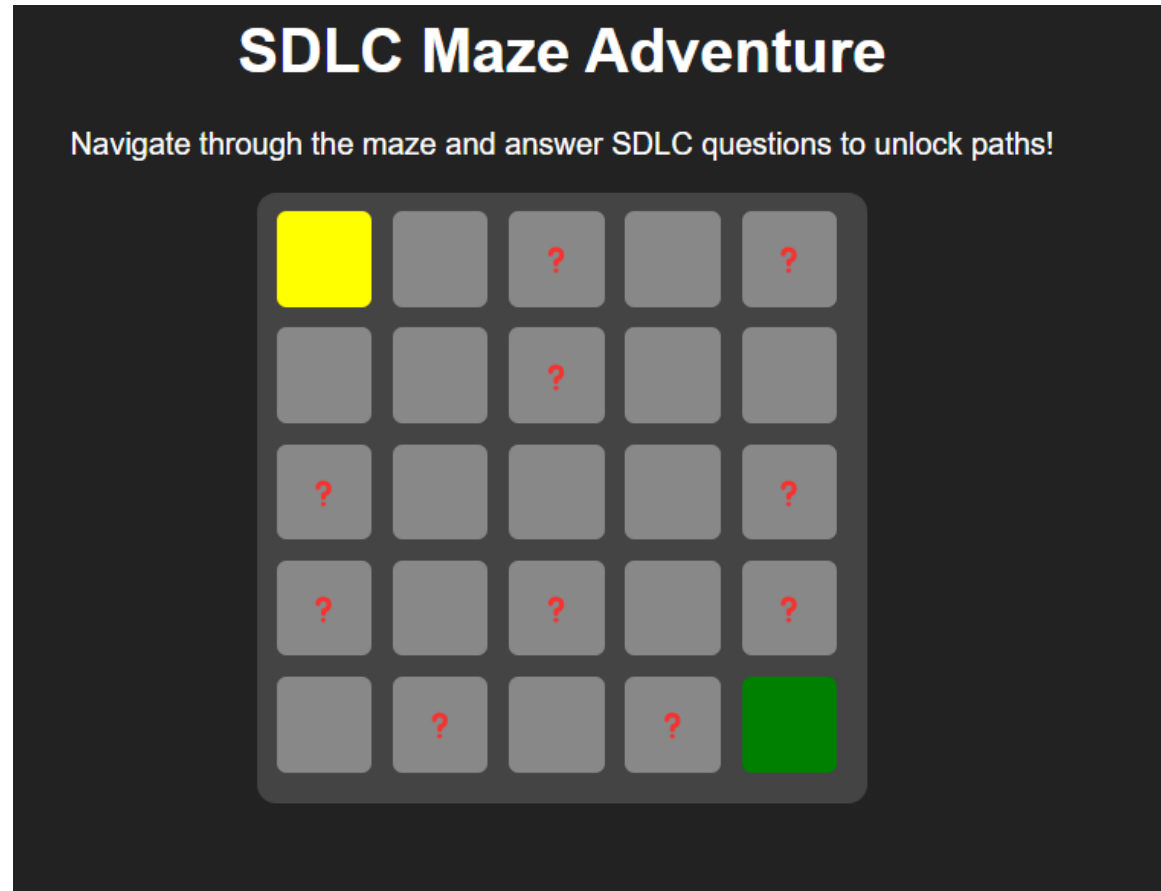 SDLC Maze Adventure
Navigate through the maze and answer SDLC questions to unlock paths!
? ?
?
? ?
? ? ?
? ?